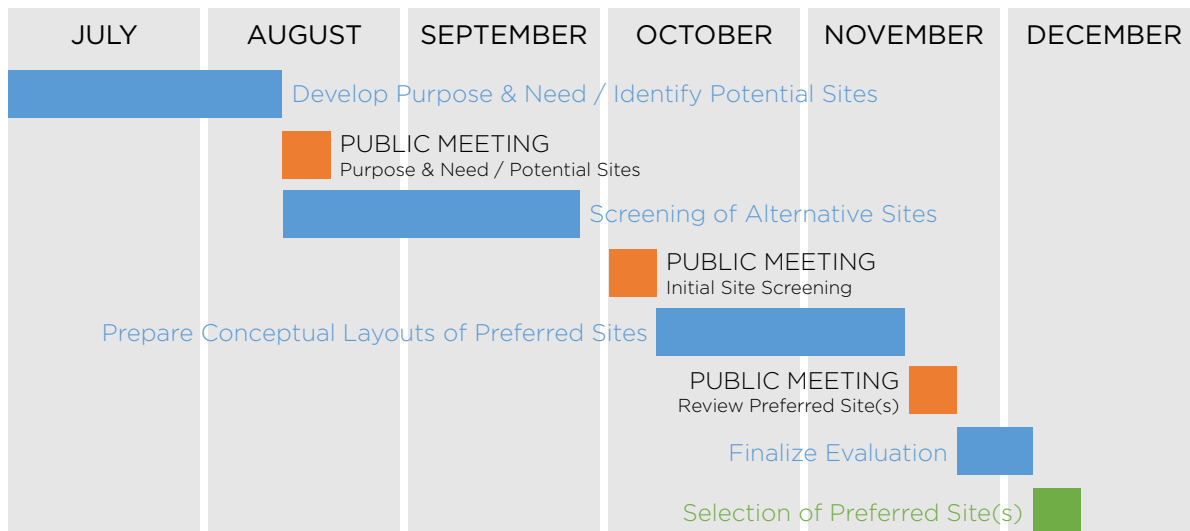 JULY
AUGUST
SEPTEMBER
OCTOBER
NOVEMBER
DECEMBER
Develop Purpose & Need / Identify Potential Sites
PUBLIC MEETING
Purpose & Need / Potential Sites
Screening of Alternative Sites
PUBLIC MEETING
Initial Site Screening
Prepare Conceptual Layouts of Preferred Sites
PUBLIC MEETING
Review Preferred Site(s)
Finalize Evaluation
Selection of Preferred Site(s)